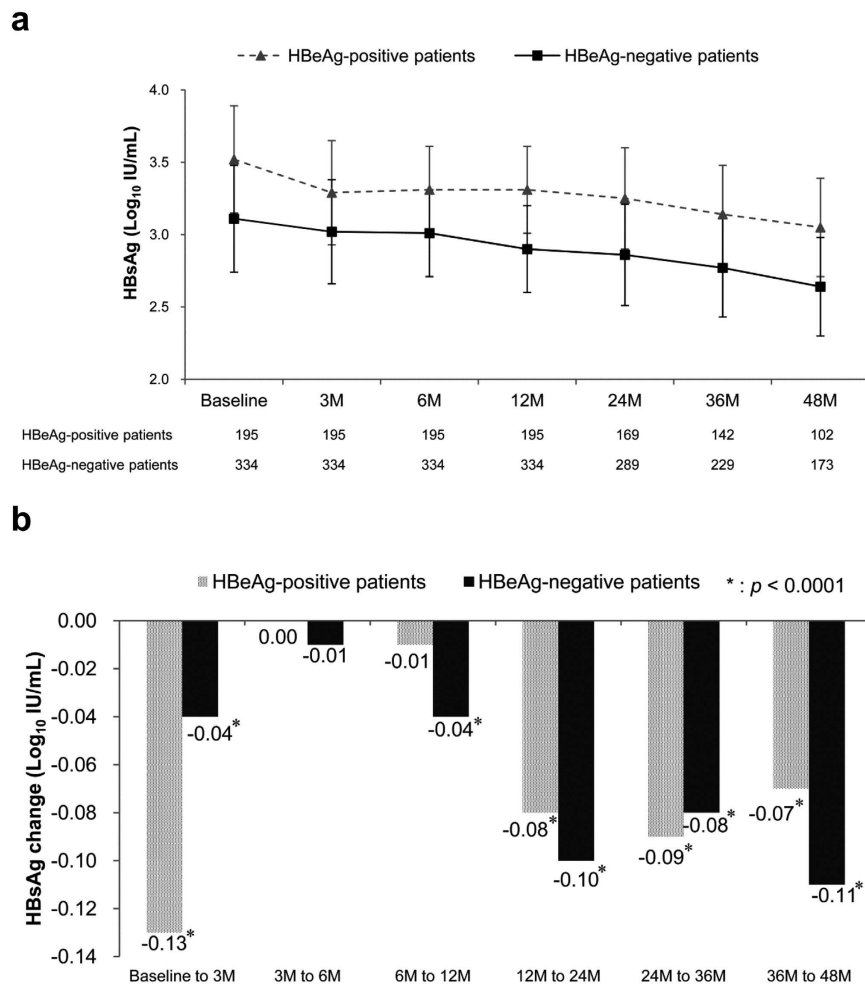 a
HBeAg-positive patients HBeAg-negative patients
HBsAg (Log₁₀ IU/mL)
4.0
3.5
3.0
2.5
2.0
Baseline 3M 6M 12M 24M 36M 48M
HBeAg-positive patients 195 195 195 195 169 142 102
HBeAg-negative patients 334 334 334 334 289 229 173
b
HBeAg-positive patients HBeAg-negative patients * : p < 0.0001
HBsAg change (Log₁₀ IU/mL)
0.00
-0.02
-0.04
-0.06
-0.08
-0.10
-0.12
-0.14
-0.13*
-0.04*
0.00
-0.01
-0.01
-0.04*
-0.08*
-0.10*
-0.09*
-0.08*
-0.07*
-0.11*
Baseline to 3M 3M to 6M 6M to 12M 12M to 24M 24M to 36M 36M to 48M